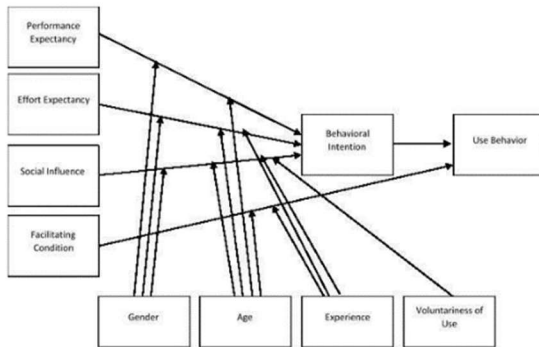 Performance
Expectancy
Effort Expectancy
Social Influence
Facilitating
Condition
Behavioral
Intention
Use Behavior
Gender
Age
Experience
Voluntariness of
Use